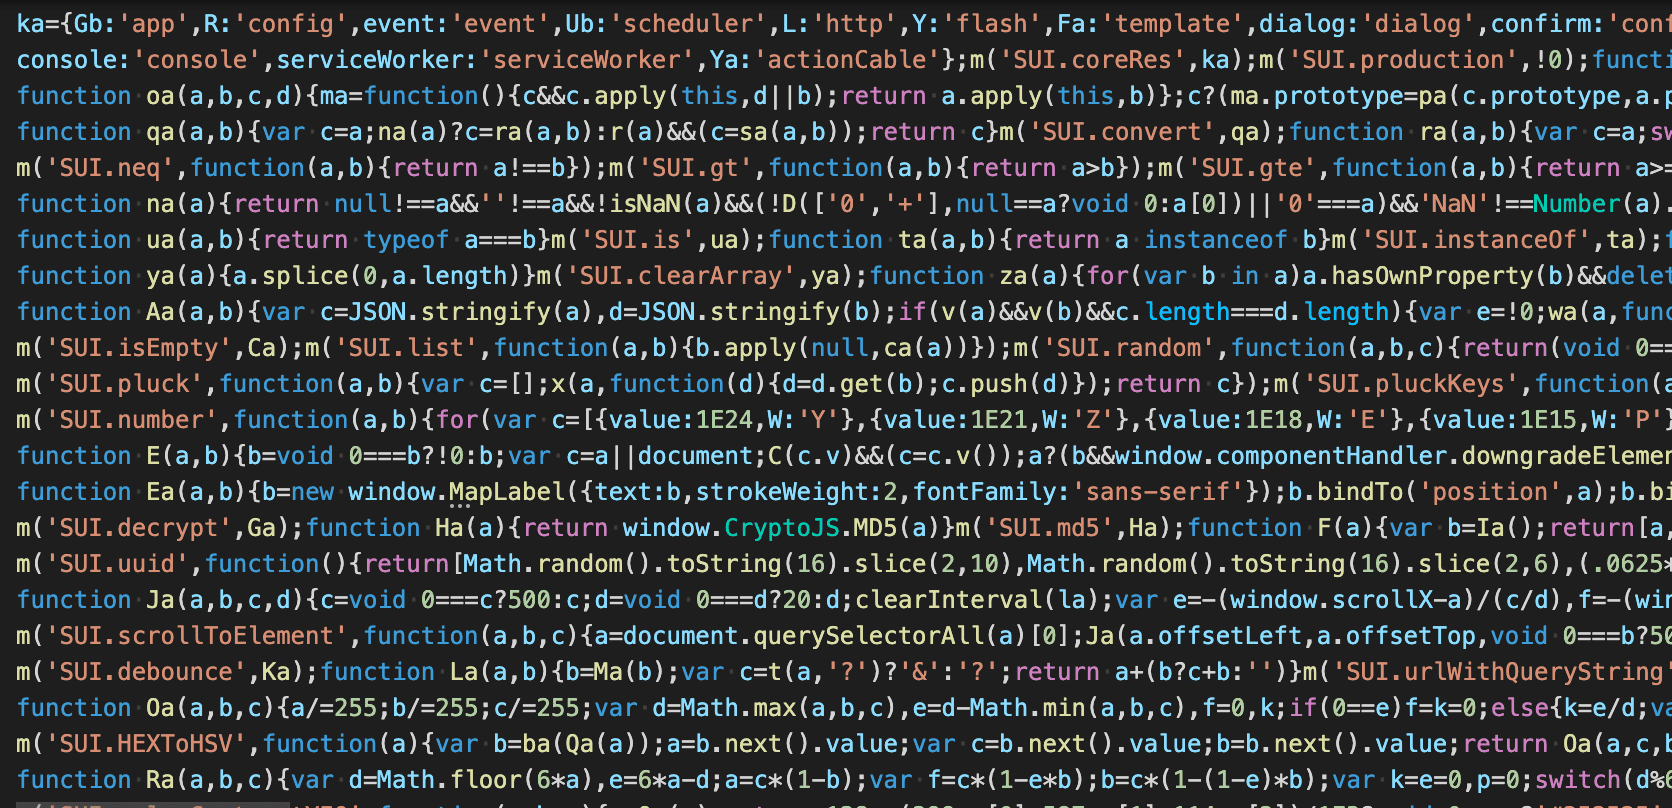 ka={Gb:'app',R:'config',event:'event',Ub:'scheduler',L:'http',Y:'flash',Fa:'template',dialog:'dialog',confirm:'conf
console:'console',serviceWorker:'serviceWorker',Ya:'actionCable'};m('SUI.coreRes',ka);m('SUI.production',!0);functi
function oa(a,b,c,d){ma=function(){c&&c.apply(this,d||b);return a.apply(this,b)};c?(ma.prototype=pa(c.prototype,a.p
function qa(a,b){var c=a;na(a)?c=ra(a,b):r(a)&&(c=sa(a,b));return c}m('SUI.convert',qa);function ra(a,b){var c=a;sw
m('SUI.neq',function(a,b){return a!==b});m('SUI.gt',function(a,b){return a>b});m('SUI.gte',function(a,b){return a>=
function na(a){return null!==a&&''!==a&&!isNaN(a)&&(!D(['0','+'],null==a?void 0:a[0])||'0'===a)&&'NaN'!==Number(a).
function ua(a,b){return typeof a===b}m('SUI.is',ua);function ta(a,b){return a instanceof b}m('SUI.instanceOf',ta);f
function ya(a){a.splice(0,a.length)}m('SUI.clearArray',ya);function za(a){for(var b in a)a.hasOwnProperty(b)&&delet
function Aa(a,b){var c=JSON.stringify(a),d=JSON.stringify(b);if(v(a)&&v(b)&&c.length===d.length){var e=!0;wa(a,func
m('SUI.isEmpty',Ca);m('SUI.list',function(a,b){b.apply(null,ca(a))});m('SUI.random',function(a,b,c){return(void 0==
m('SUI.pluck',function(a,b){var c=[];x(a,function(d){d=d.get(b);c.push(d)});return c});m('SUI.pluckKeys',function(a
m('SUI.number',function(a,b){for(var c=[{value:1E24,W:'Y'},{value:1E21,W:'Z'},{value:1E18,W:'E'},{value:1E15,W:'P'}
function E(a,b){b=void 0===b?!0:b;var c=a||document;C(c.v)&&(c=c.v());a?(b&&window.componentHandler.downgradeElemen
function Ea(a,b){b=new window.MapLabel({text:b,strokeWeight:2,fontFamily:'sans-serif'});b.bindTo('position',a);b.bi
m('SUI.decrypt',Ga);function Ha(a){return window.CryptoJS.MD5(a)}m('SUI.md5',Ha);function F(a){var b=Ia();return[a,
m('SUI.uuid',function(){return[Math.random().toString(16).slice(2,10),Math.random().toString(16).slice(2,6),(.0625*
function Ja(a,b,c,d){c=void 0===c?500:c;d=void 0===d?20:d;clearInterval(la);var e=-(window.scrollX-a)/(c/d),f=-(win
m('SUI.scrollToElement',function(a,b,c){a=document.querySelectorAll(a)[0];Ja(a.offsetLeft,a.offsetTop,void 0===b?50
m('SUI.debounce',Ka);function La(a,b){b=Ma(b);var c=t(a,'?')?'&':'?';return a+(b?c+b:'')}m('SUI.urlWithQueryString'
function Oa(a,b,c){a/=255;b/=255;c/=255;var d=Math.max(a,b,c),e=d-Math.min(a,b,c),f=0,k;if(0==e)f=k=0;else{k=e/d;va
m('SUI.HEXToHSV',function(a){var b=ba(Qa(a));a=b.next().value;var c=b.next().value;b=b.next().value;return Oa(a,c,b
function Ra(a,b,c){var d=Math.floor(6*a),e=6*a-d;a=c*(1-b);var f=c*(1-e*b);b=c*(1-(1-e)*b);var k=e=0,p=0;switch(d%6